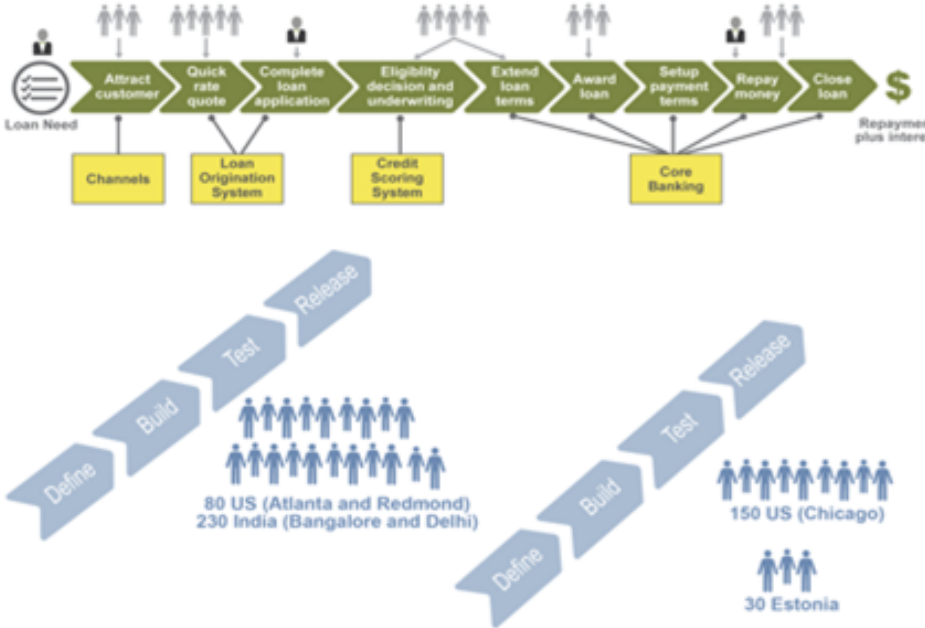 Loan Need
Attract
customer
Quick
rate
quote
Complete
loan
application
Eligiblity
decision and
underwriting
Extend
loan
terms
Award
loan
Setup
payment
terms
Repay
money
Close
loan
$
Repaymen
plus intere
Channels
Loan
Origination
System
Credit
Scoring
System
Core
Banking
Define
Build
Test
Release
80 US (Atlanta and Redmond)
230 India (Bangalore and Delhi)
Define
Build
Test
Release
150 US (Chicago)
30 Estonia